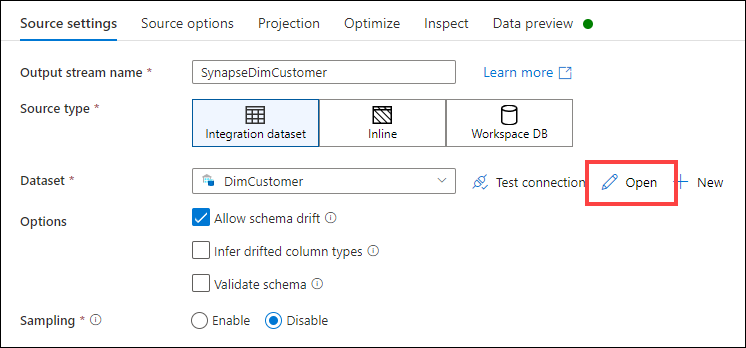 Source settings Source options Projection Optimize Inspect Data preview
Output stream name * SynapseDimCustomer Learn more
Source type * Integration dataset Inline Workspace DB
Dataset * DimCustomer Test connection Open New
Options Allow schema drift
Infer drifted column types
Validate schema
Sampling * Enable Disable